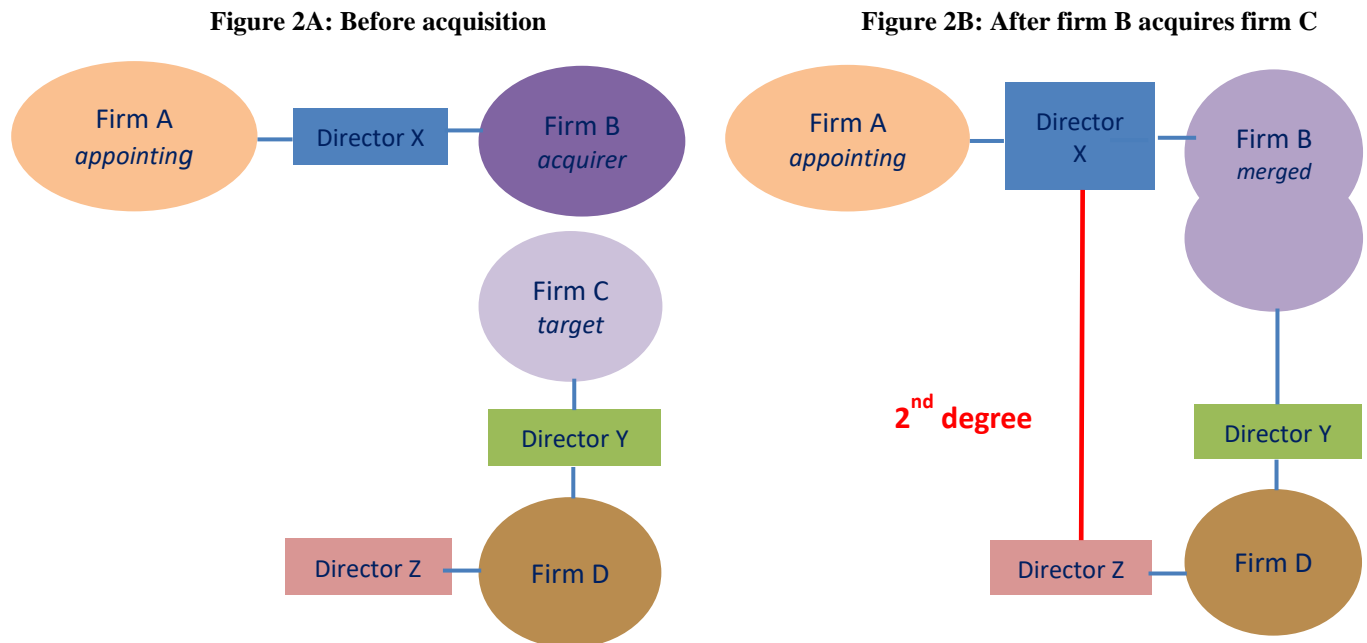 Figure 2A: Before acquisition
Firm A
appointing
Director X
Firm B
acquirer
Firm C
target
Director Y
Director Z
Firm D
Figure 2B: After firm B acquires firm C
Firm A
appointing
Director
X
Firm B
merged
2nd degree
Director Y
Director Z
Firm D